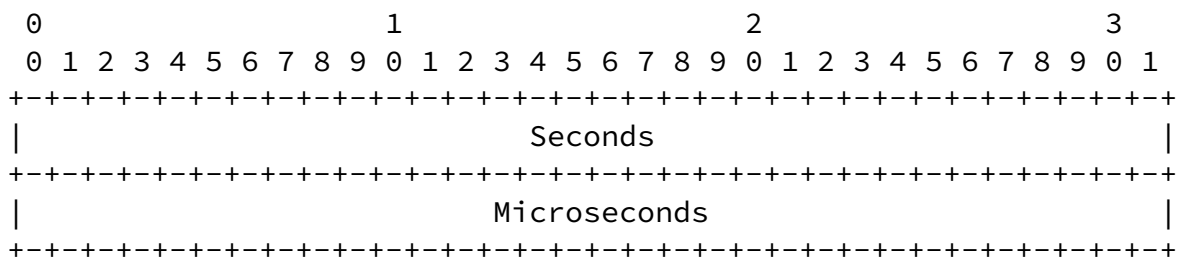 0                   1                   2                   3
 0 1 2 3 4 5 6 7 8 9 0 1 2 3 4 5 6 7 8 9 0 1 2 3 4 5 6 7 8 9 0 1
+-+-+-+-+-+-+-+-+-+-+-+-+-+-+-+-+-+-+-+-+-+-+-+-+-+-+-+-+-+-+-+-+
|                            Seconds                            |
+-+-+-+-+-+-+-+-+-+-+-+-+-+-+-+-+-+-+-+-+-+-+-+-+-+-+-+-+-+-+-+-+
|                          Microseconds                         |
+-+-+-+-+-+-+-+-+-+-+-+-+-+-+-+-+-+-+-+-+-+-+-+-+-+-+-+-+-+-+-+-+